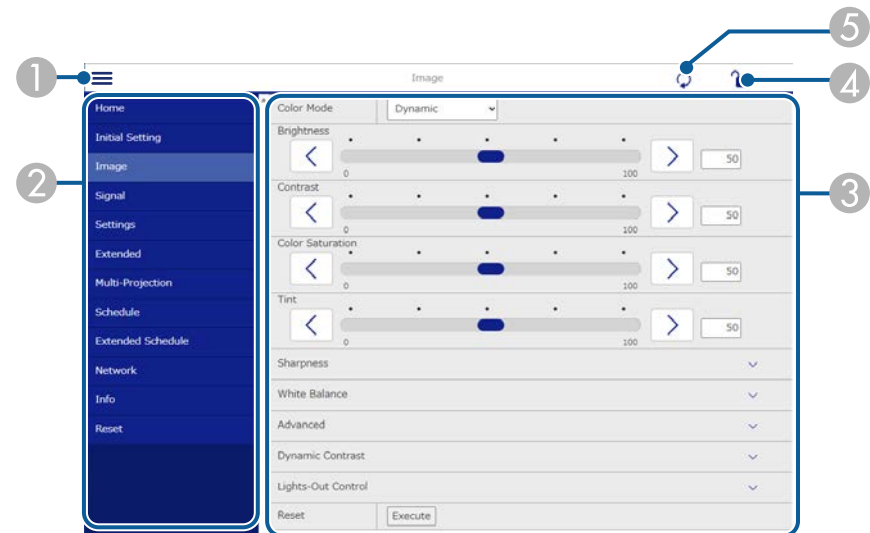 5
1
Image
4
Home
Initial Setting
Image
Signal
Settings
Extended
Multi-Projection
Schedule
Extended Schedule
Network
Info
Reset
2
Color Mode Dynamic
Brightness
0 100 50
Contrast
0 100 50
Color Saturation
0 100 50
Tint
0 100 50
Sharpness
White Balance
Advanced
Dynamic Contrast
Lights-Out Control
Reset Execute
3